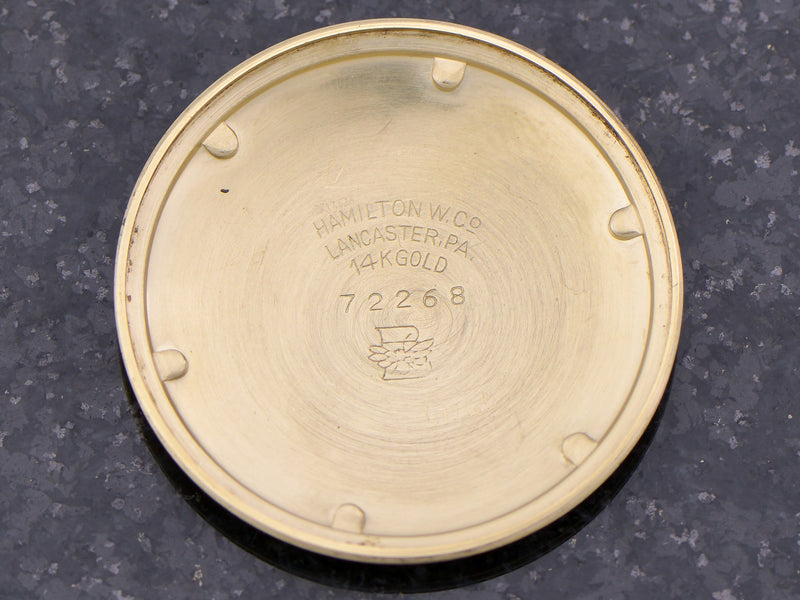 HAMILTON W. Co
LANCASTER, PA.
14K GOLD
72268